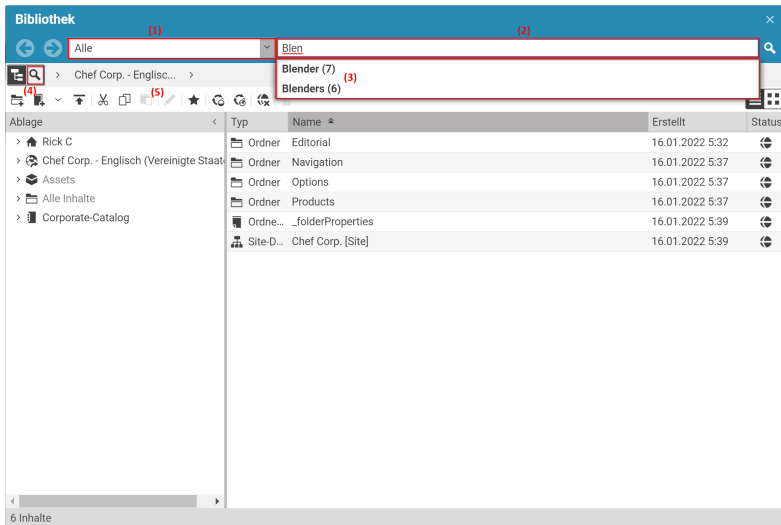 Bibliothek
(1)
(2)
Alle
Blen
Blender (7)
(3)
Blenders (6)
Chef Corp. - Englisc...
(4)
(5)
Ablage
Typ Name Erstellt Status
Rick C
Chef Corp. - Englisch (Vereinigte Staat
Assets
Alle Inhalte
Corporate-Catalog
Ordner Editorial 16.01.2022 5:32
Ordner Navigation 16.01.2022 5:37
Ordner Options 16.01.2022 5:37
Ordner Products 16.01.2022 5:37
Ordne... _folderProperties 16.01.2022 5:39
Site-D... Chef Corp. [Site] 16.01.2022 5:39
6 Inhalte